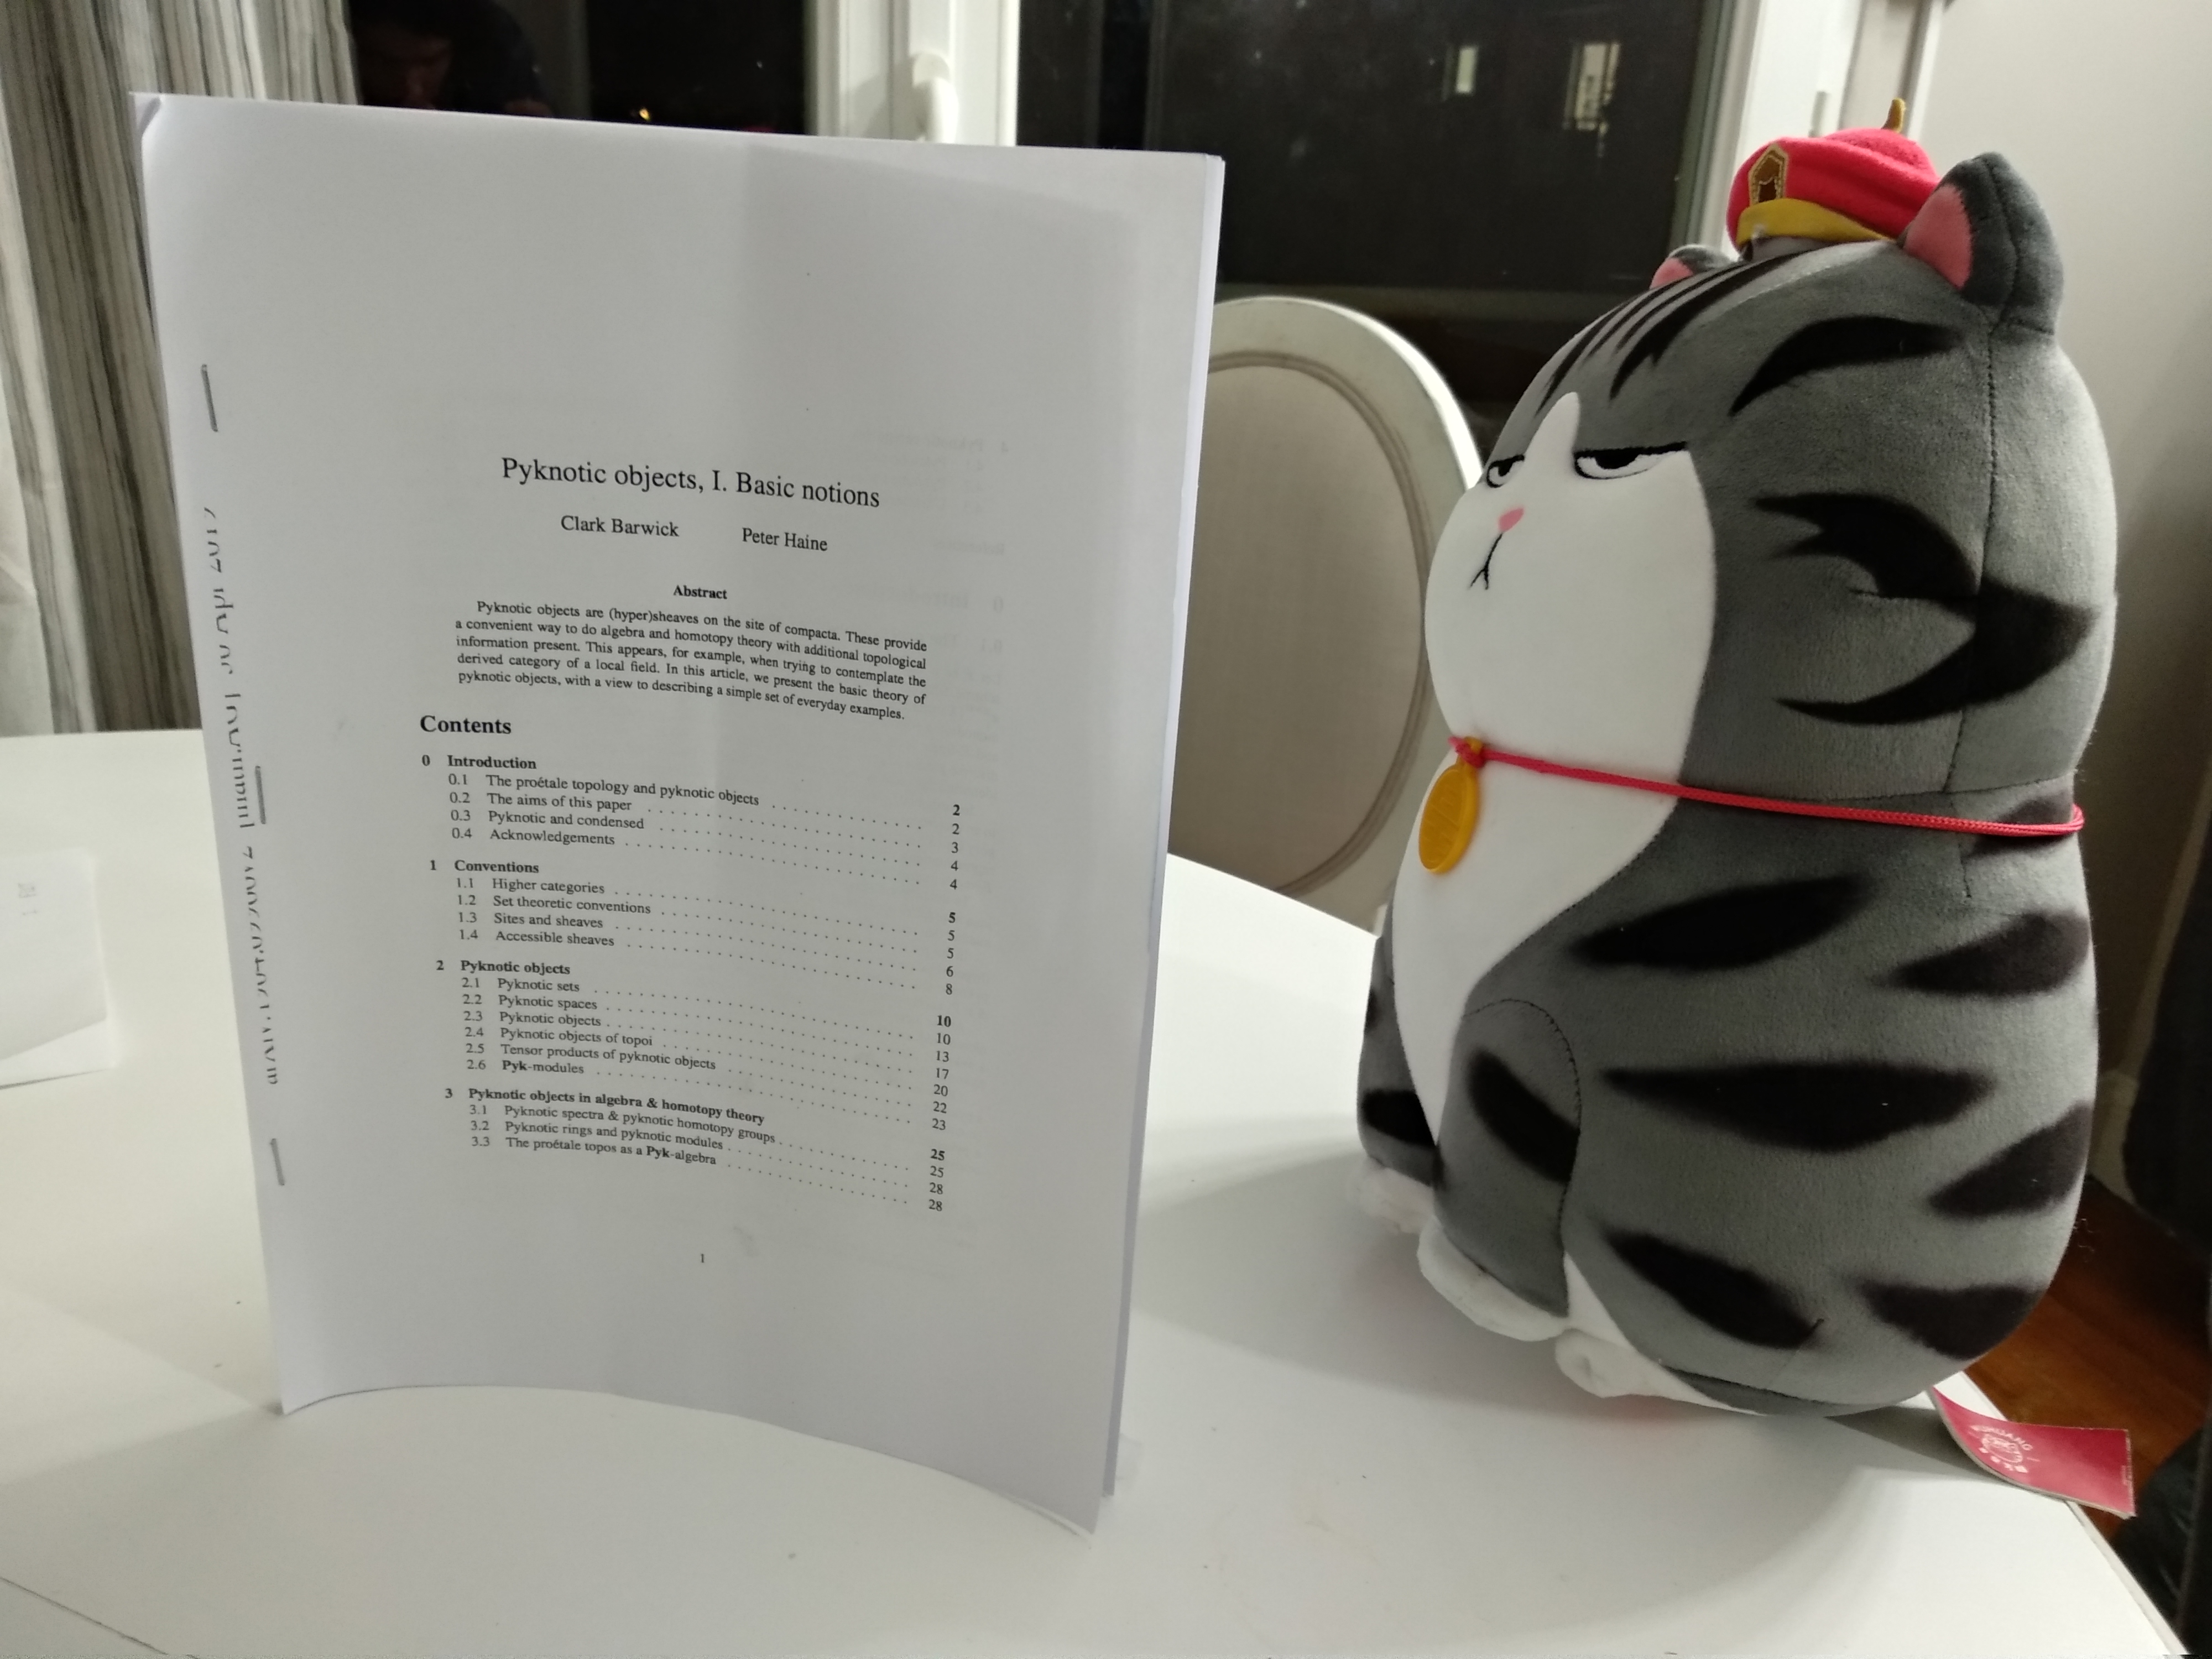 Pyknotic objects, I. Basic notions
Clark Barwick Peter Haine
Abstract
Pyknotic objects are (hyper)sheaves on the site of compacta. These provide
a convenient way to do algebra and homotopy theory with additional topological
information present. This appears, for example, when trying to contemplate the
derived category of a local field. In this article, we present the basic theory of
pyknotic objects, with a view to describing a simple set of everyday examples.
Contents
0 Introduction 2
0.1 The proétale topology and pyknotic objects . . . . . . . . . . . . 2
0.2 The aims of this paper . . . . . . . . . . . . . . . . . . . . . . . 3
0.3 Pyknotic and condensed . . . . . . . . . . . . . . . . . . . . . . 4
0.4 Acknowledgements . . . . . . . . . . . . . . . . . . . . . . . . . 4
1 Conventions 5
1.1 Higher categories . . . . . . . . . . . . . . . . . . . . . . . . . . 5
1.2 Set theoretic conventions . . . . . . . . . . . . . . . . . . . . . . 5
1.3 Sites and sheaves . . . . . . . . . . . . . . . . . . . . . . . . . . 6
1.4 Accessible sheaves . . . . . . . . . . . . . . . . . . . . . . . . . 8
2 Pyknotic objects 10
2.1 Pyknotic sets . . . . . . . . . . . . . . . . . . . . . . . . . . . . 10
2.2 Pyknotic spaces . . . . . . . . . . . . . . . . . . . . . . . . . . . 13
2.3 Pyknotic objects . . . . . . . . . . . . . . . . . . . . . . . . . . 17
2.4 Pyknotic objects of topoi . . . . . . . . . . . . . . . . . . . . . . 20
2.5 Tensor products of pyknotic objects . . . . . . . . . . . . . . . . 22
2.6 Pyk-modules . . . . . . . . . . . . . . . . . . . . . . . . . . . . 23
3 Pyknotic objects in algebra & homotopy theory 25
3.1 Pyknotic spectra & pyknotic homotopy groups . . . . . . . . . . . 25
3.2 Pyknotic rings and pyknotic modules . . . . . . . . . . . . . . . . 28
3.3 The proétale topos as a Pyk-algebra . . . . . . . . . . . . . . . . 28
1